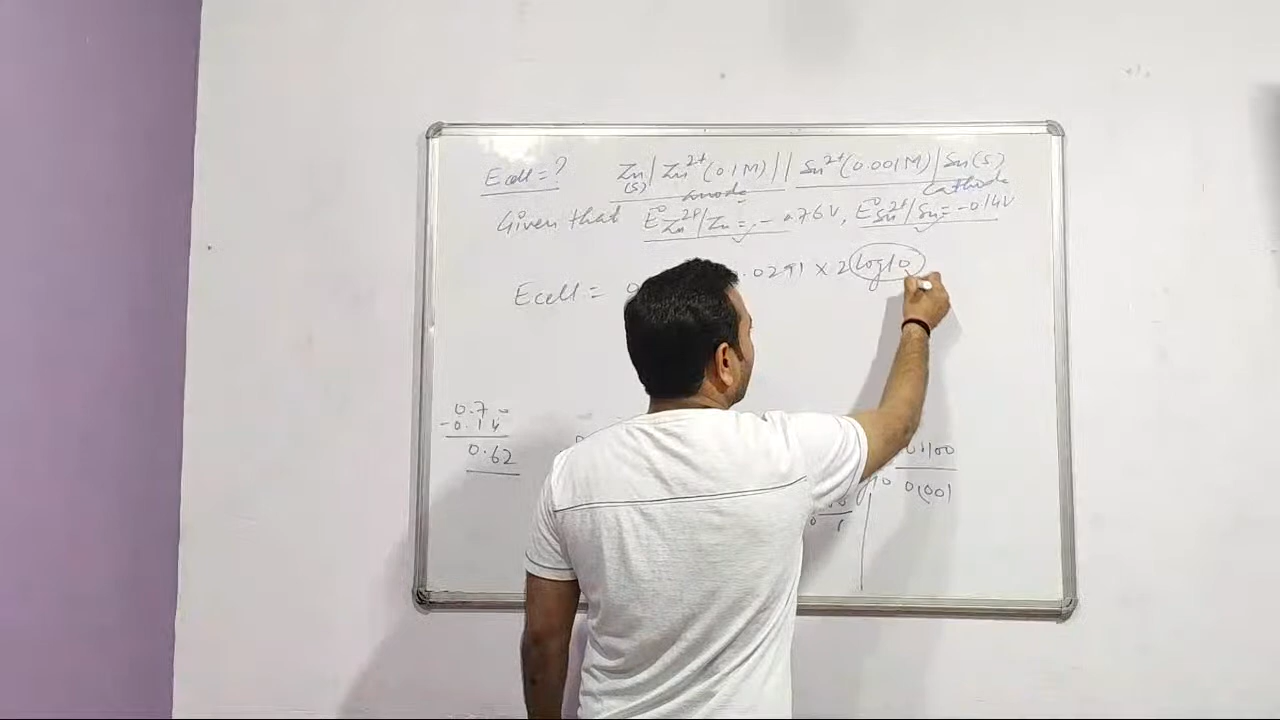 Ecell = ? Zn(s) | Zn²⁺ (0.1M) || Sn²⁺ (0.001M) | Sn(s)
anode cathode
Given that E°Zn²⁺/Zn = - 0.76V, E°Sn²⁺/Sn = -0.14V
Ecell = 0 .0291 × 2 log10
0.7
-0.14
0.62
0.100
0.001